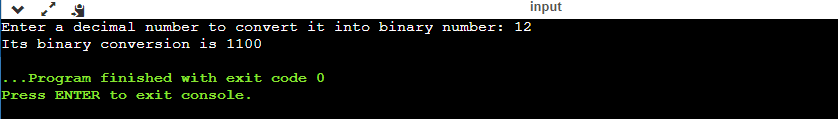 input
Enter a decimal number to convert it into binary number: 12
Its binary conversion is 1100
...Program finished with exit code 0
Press ENTER to exit console.